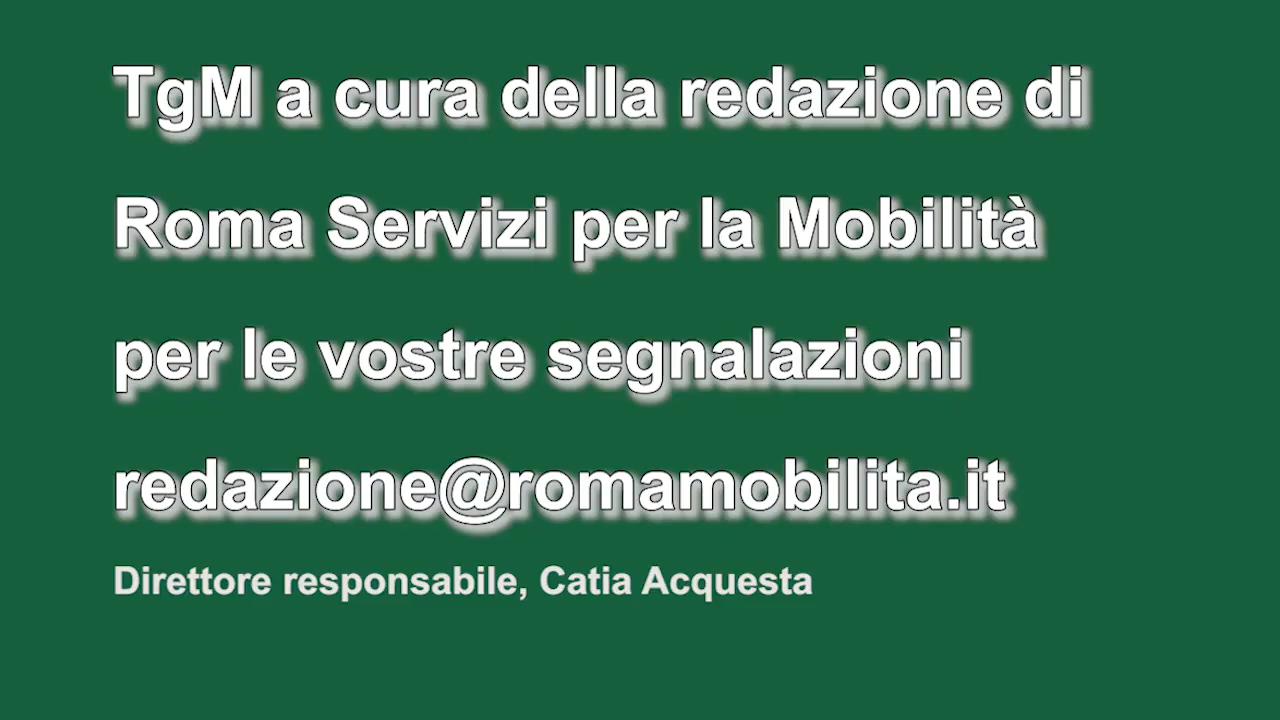 TgM a cura della redazione di
Roma Servizi per la Mobilità
per le vostre segnalazioni
redazione@romamobilita.it
Direttore responsabile, Catia Acquesta